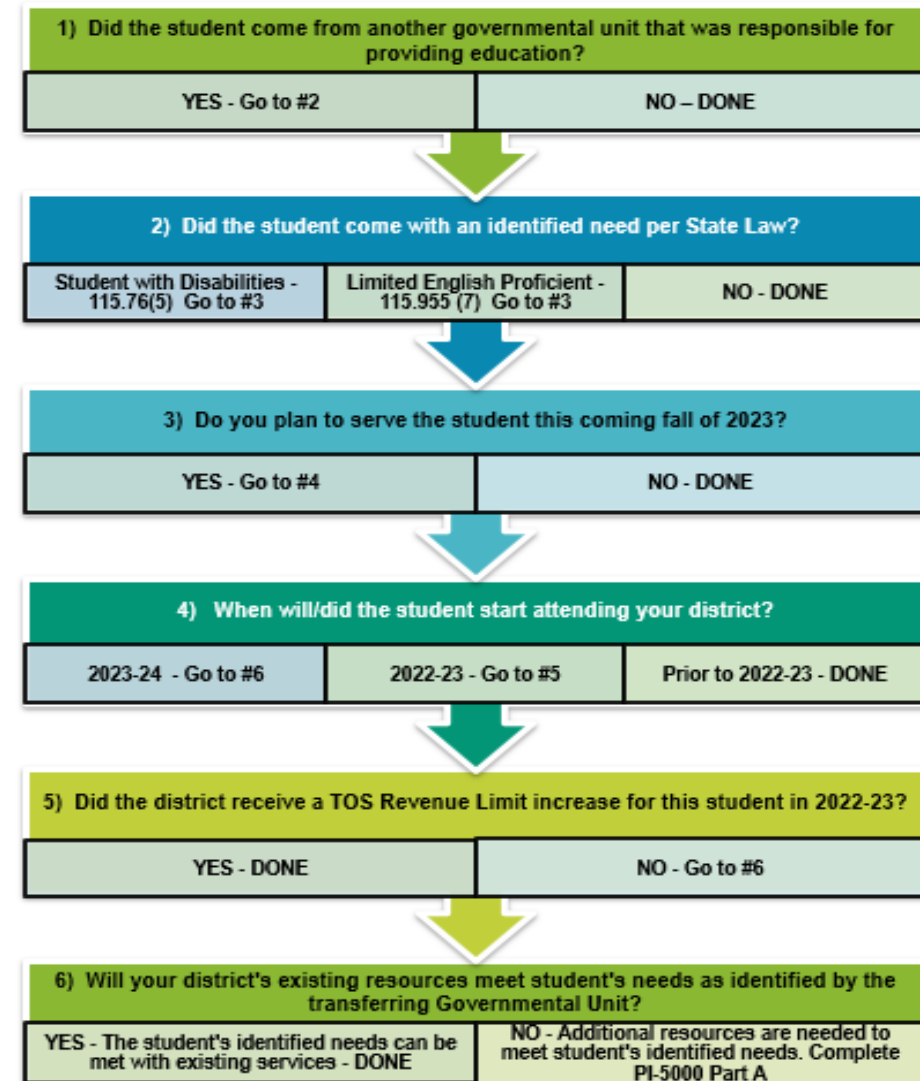 1) Did the student come from another governmental unit that was responsible for
providing education?
YES - Go to #2
NO – DONE
2) Did the student come with an identified need per State Law?
Student with Disabilities -
115.76(5) Go to #3
Limited English Proficient -
115.955 (7) Go to #3
NO - DONE
3) Do you plan to serve the student this coming fall of 2023?
YES - Go to #4
NO - DONE
4) When will/did the student start attending your district?
2023-24 - Go to #6
2022-23 - Go to #5
Prior to 2022-23 - DONE
5) Did the district receive a TOS Revenue Limit increase for this student in 2022-23?
YES - DONE
NO - Go to #6
6) Will your district's existing resources meet student's needs as identified by the
transferring Governmental Unit?
YES - The student's identified needs can be
met with existing services - DONE
NO - Additional resources are needed to
meet student's identified needs. Complete
PI-5000 Part A